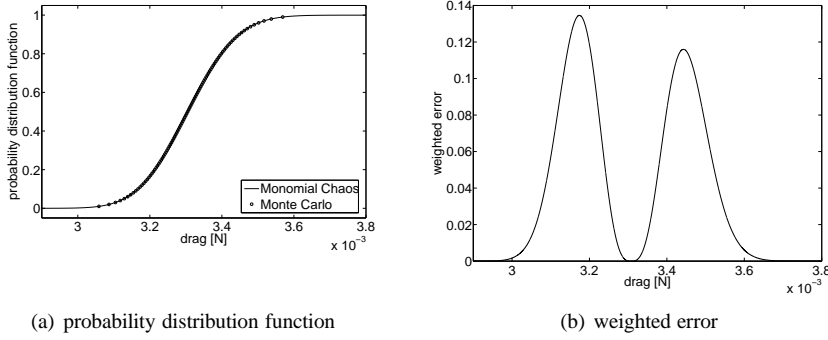 1
0.8
0.6
0.4
0.2
0
probability distribution function
Monomial Chaos
Monte Carlo
3
3.2
3.4
3.6
3.8
drag [N]
x 10⁻³
(a) probability distribution function
0.14
0.12
0.1
0.08
0.06
0.04
0.02
0
weighted error
3
3.2
3.4
3.6
3.8
drag [N]
x 10⁻³
(b) weighted error